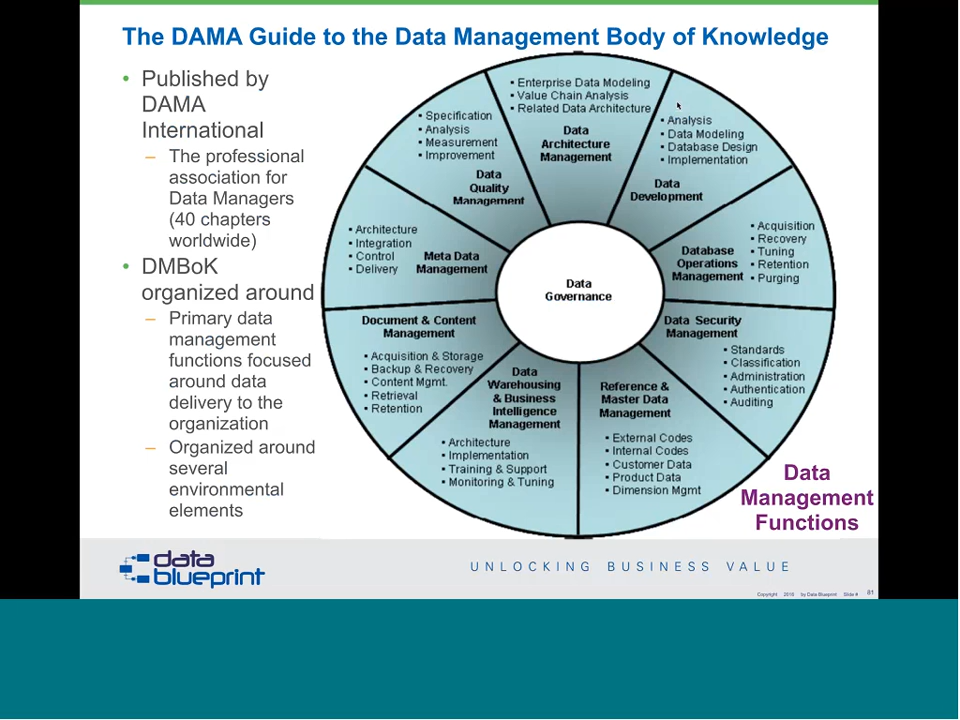 The DAMA Guide to the Data Management Body of Knowledge
• Published by
DAMA
International
– The professional
association for
Data Managers
(40 chapters
worldwide)
• DMBoK
organized around
– Primary data
management
functions focused
around data
delivery to the
organization
– Organized around
several
environmental
elements
▪ Enterprise Data Modeling
▪ Value Chain Analysis
▪ Related Data Architecture
Data
Architecture
Management
▪ Analysis
▪ Data Modeling
▪ Database Design
▪ Implementation
Data
Development
▪ Acquisition
▪ Recovery
▪ Tuning
▪ Retention
▪ Purging
Database
Operations
Management
Data Security
Management
▪ Standards
▪ Classification
▪ Administration
▪ Authentication
▪ Auditing
Reference &
Master Data
Management
▪ External Codes
▪ Internal Codes
▪ Customer Data
▪ Product Data
▪ Dimension Mgmt
Data
Warehousing
& Business
Intelligence
Management
▪ Architecture
▪ Implementation
▪ Training & Support
▪ Monitoring & Tuning
Document & Content
Management
▪ Acquisition & Storage
▪ Backup & Recovery
▪ Content Mgmt.
▪ Retrieval
▪ Retention
▪ Architecture
▪ Integration
▪ Control
▪ Delivery
Meta Data
Management
▪ Specification
▪ Analysis
▪ Measurement
▪ Improvement
Data
Quality
Management
Data
Governance
Data
Management
Functions
data
blueprint
UNLOCKING BUSINESS VALUE
Copyright 2010 by Data Blueprint Slide # 81